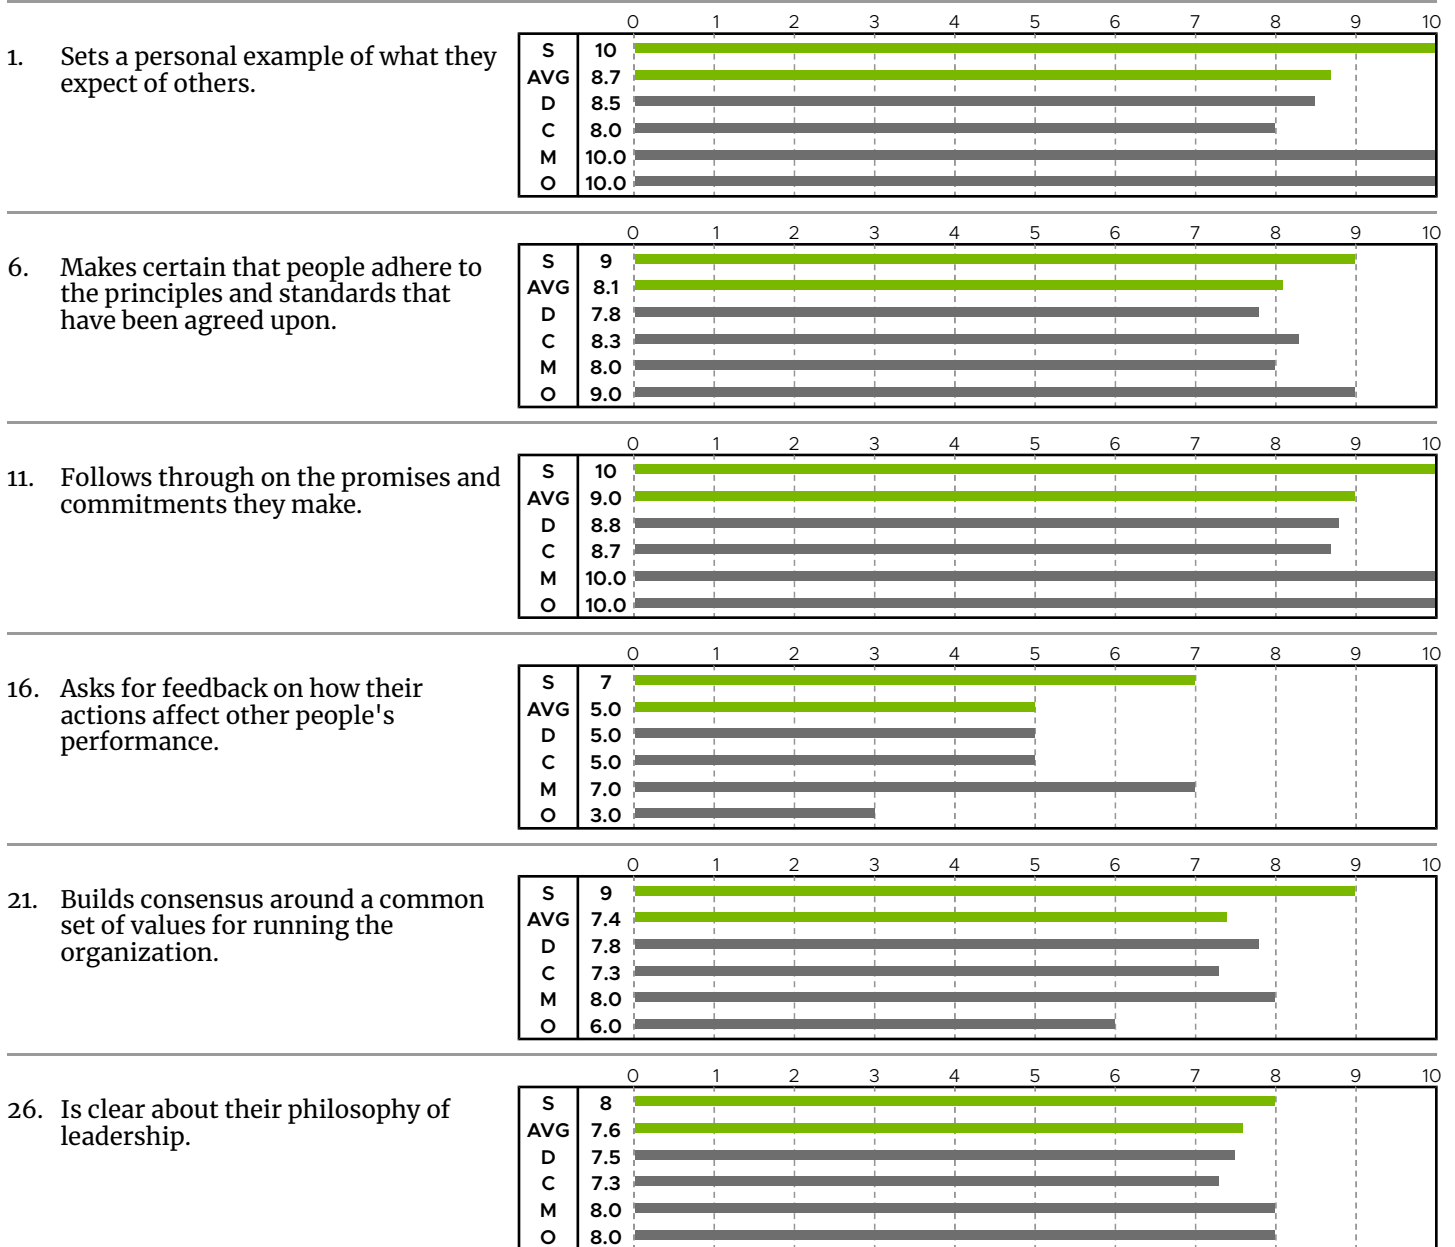 0 1 2 3 4 5 6 7 8 9 10
1. Sets a personal example of what they
expect of others.
S 10
AVG 8.7
D 8.5
C 8.0
M 10.0
O 10.0
0 1 2 3 4 5 6 7 8 9 10
6. Makes certain that people adhere to
the principles and standards that
have been agreed upon.
S 9
AVG 8.1
D 7.8
C 8.3
M 8.0
O 9.0
0 1 2 3 4 5 6 7 8 9 10
11. Follows through on the promises and
commitments they make.
S 10
AVG 9.0
D 8.8
C 8.7
M 10.0
O 10.0
0 1 2 3 4 5 6 7 8 9 10
16. Asks for feedback on how their
actions affect other people's
performance.
S 7
AVG 5.0
D 5.0
C 5.0
M 7.0
O 3.0
0 1 2 3 4 5 6 7 8 9 10
21. Builds consensus around a common
set of values for running the
organization.
S 9
AVG 7.4
D 7.8
C 7.3
M 8.0
O 6.0
0 1 2 3 4 5 6 7 8 9 10
26. Is clear about their philosophy of
leadership.
S 8
AVG 7.6
D 7.5
C 7.3
M 8.0
O 8.0